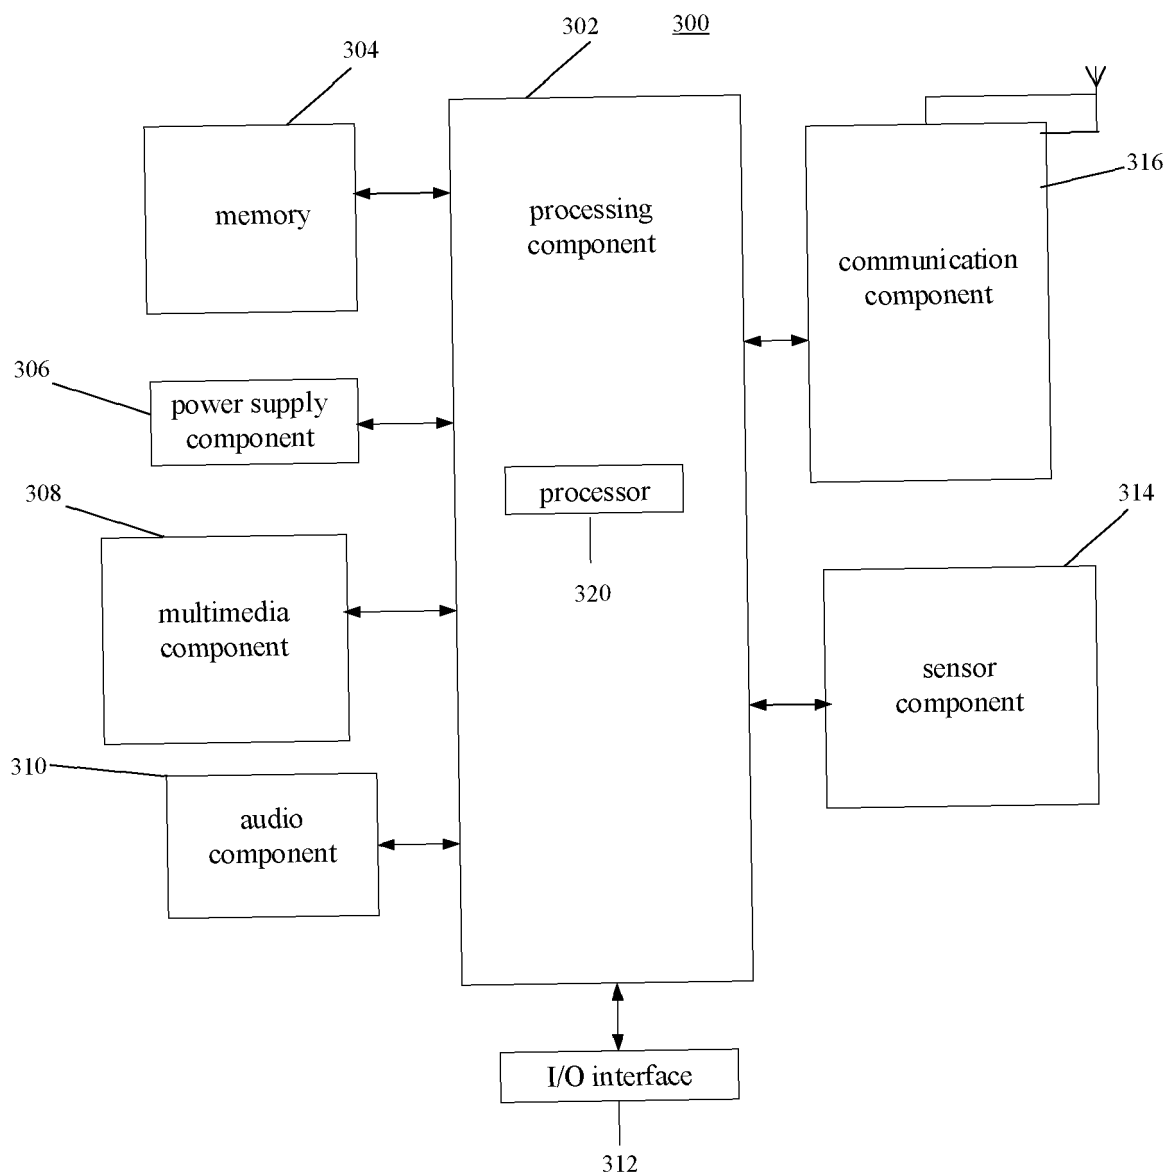 302
300
304
316
memory
processing
component
communication
component
306
power supply
component
308
processor
314
320
multimedia
component
sensor
component
310
audio
component
I/O interface
312